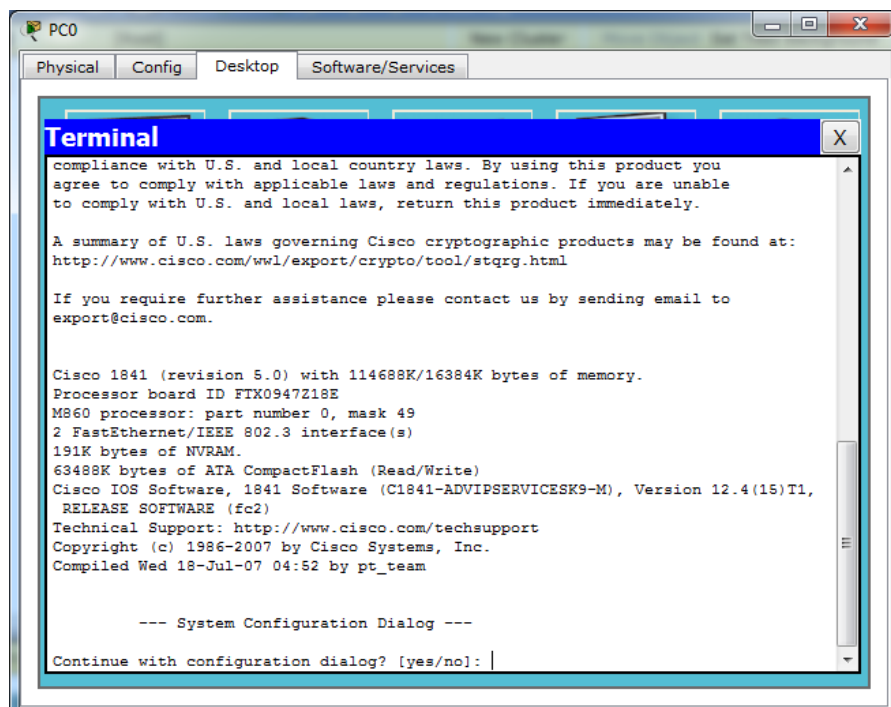 PC0
Physical Config Desktop Software/Services
Terminal X
compliance with U.S. and local country laws. By using this product you
agree to comply with applicable laws and regulations. If you are unable
to comply with U.S. and local laws, return this product immediately.
A summary of U.S. laws governing Cisco cryptographic products may be found at:
http://www.cisco.com/wwl/export/crypto/tool/stqrg.html
If you require further assistance please contact us by sending email to
export@cisco.com.
Cisco 1841 (revision 5.0) with 114688K/16384K bytes of memory.
Processor board ID FTX0947Z18E
M860 processor: part number 0, mask 49
2 FastEthernet/IEEE 802.3 interface(s)
191K bytes of NVRAM.
63488K bytes of ATA CompactFlash (Read/Write)
Cisco IOS Software, 1841 Software (C1841-ADVIPSERVICESK9-M), Version 12.4(15)T1,
RELEASE SOFTWARE (fc2)
Technical Support: http://www.cisco.com/techsupport
Copyright (c) 1986-2007 by Cisco Systems, Inc.
Compiled Wed 18-Jul-07 04:52 by pt_team
--- System Configuration Dialog ---
Continue with configuration dialog? [yes/no]: